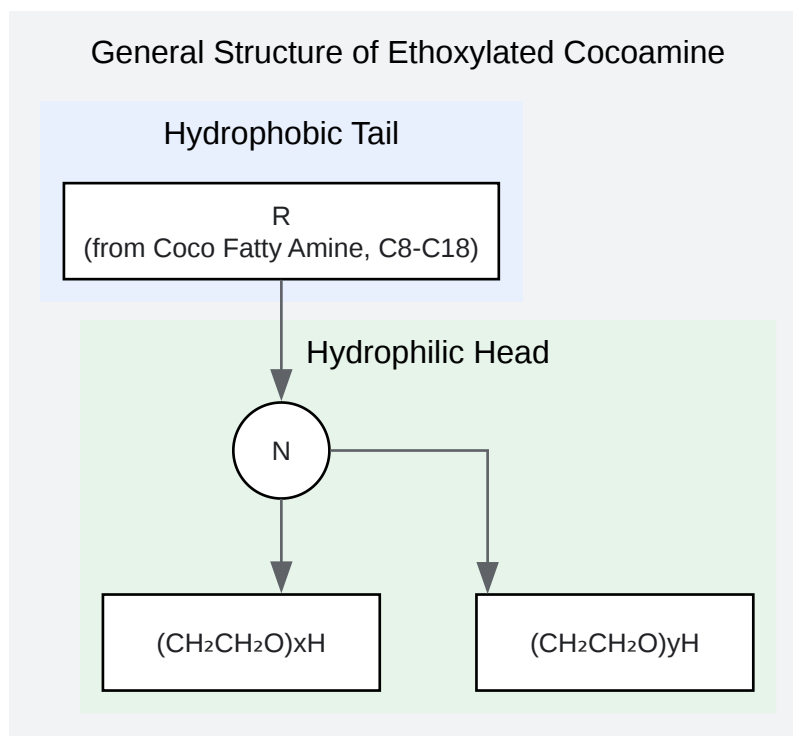 General Structure of Ethoxylated Cocoamine
Hydrophobic Tail
R
(from Coco Fatty Amine, C8-C18)
Hydrophilic Head
N
(CH₂CH₂O)xH
(CH₂CH₂O)yH